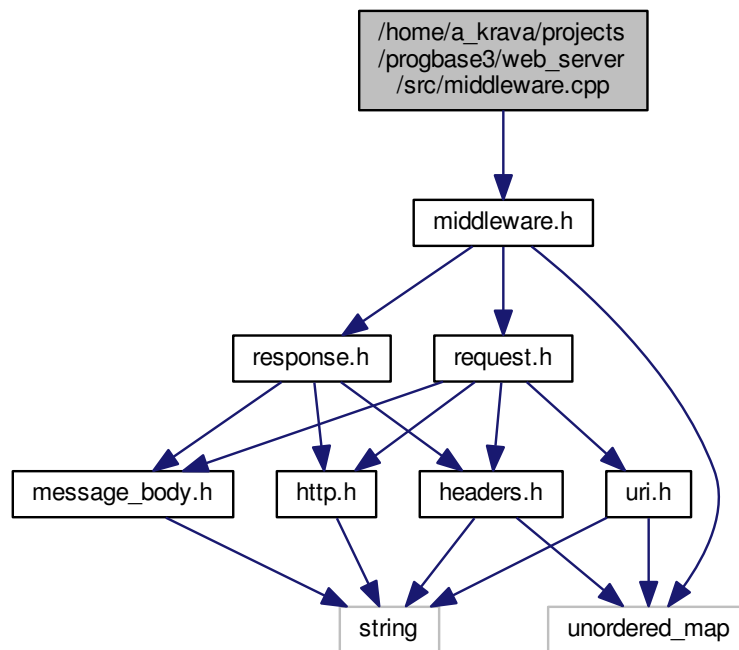 /home/a_krava/projects
/progbase3/web_server
/src/middleware.cpp
middleware.h
response.h
request.h
message_body.h
http.h
headers.h
uri.h
string
unordered_map